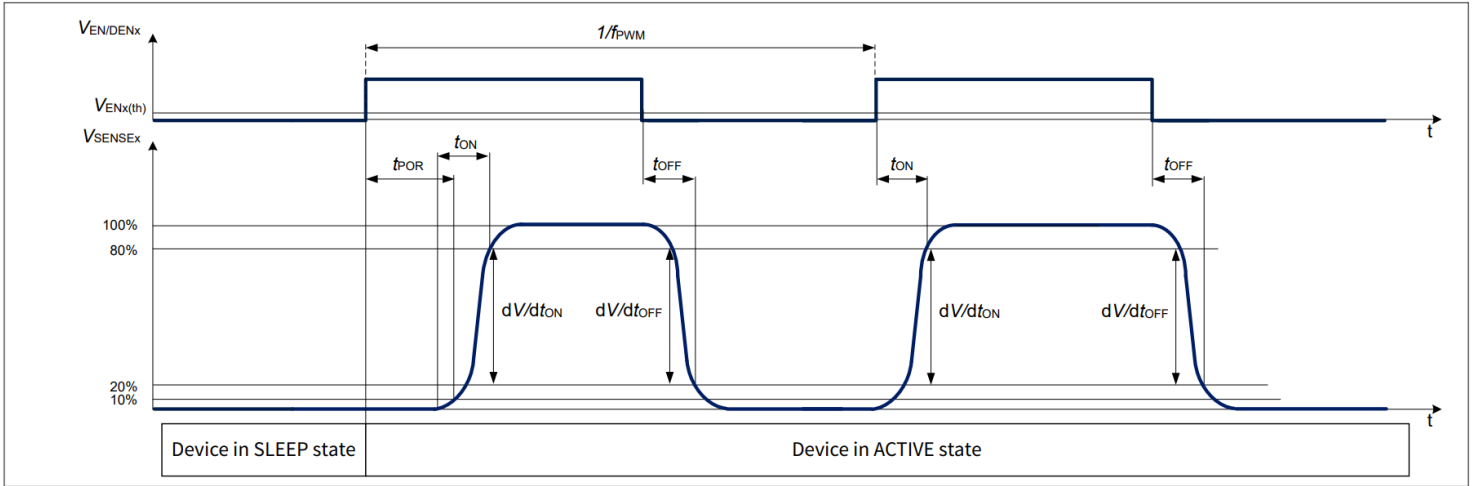 VEN/DENx
1/fPWM
VENx(th)
t
VSENSEx
tON
tPOR
tOFF
tON
tOFF
100%
80%
dV/dtON
dV/dtOFF
dV/dtON
dV/dtOFF
20%
10%
t
Device in SLEEP state
Device in ACTIVE state